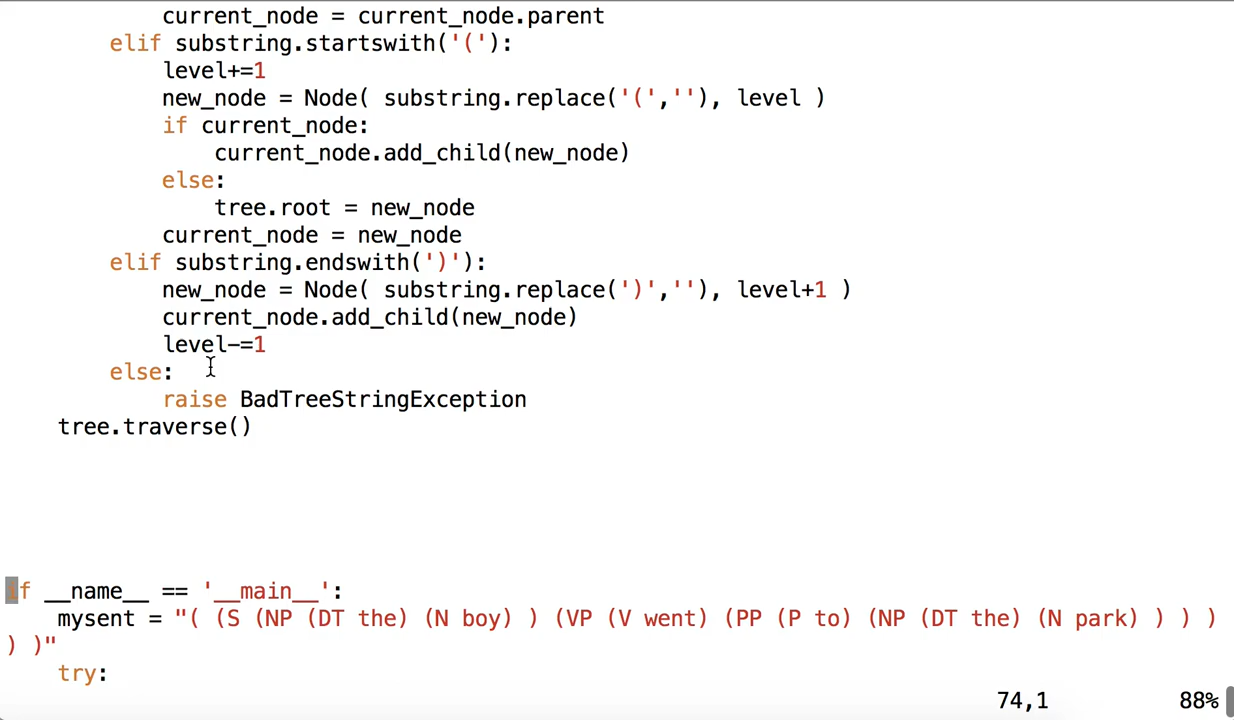 current_node = current_node.parent
        elif substring.startswith('('):
            level+=1
            new_node = Node( substring.replace('(',''), level )
            if current_node:
                current_node.add_child(new_node)
            else:
                tree.root = new_node
            current_node = new_node
        elif substring.endswith(')'):
            new_node = Node( substring.replace(')',''), level+1 )
            current_node.add_child(new_node)
            level-=1
        else:
            raise BadTreeStringException
    tree.traverse()
if __name__ == '__main__':
    mysent = "( (S (NP (DT the) (N boy) ) (VP (V went) (PP (P to) (NP (DT the) (N park) ) ) )
) )"
    try:
74,1 88%